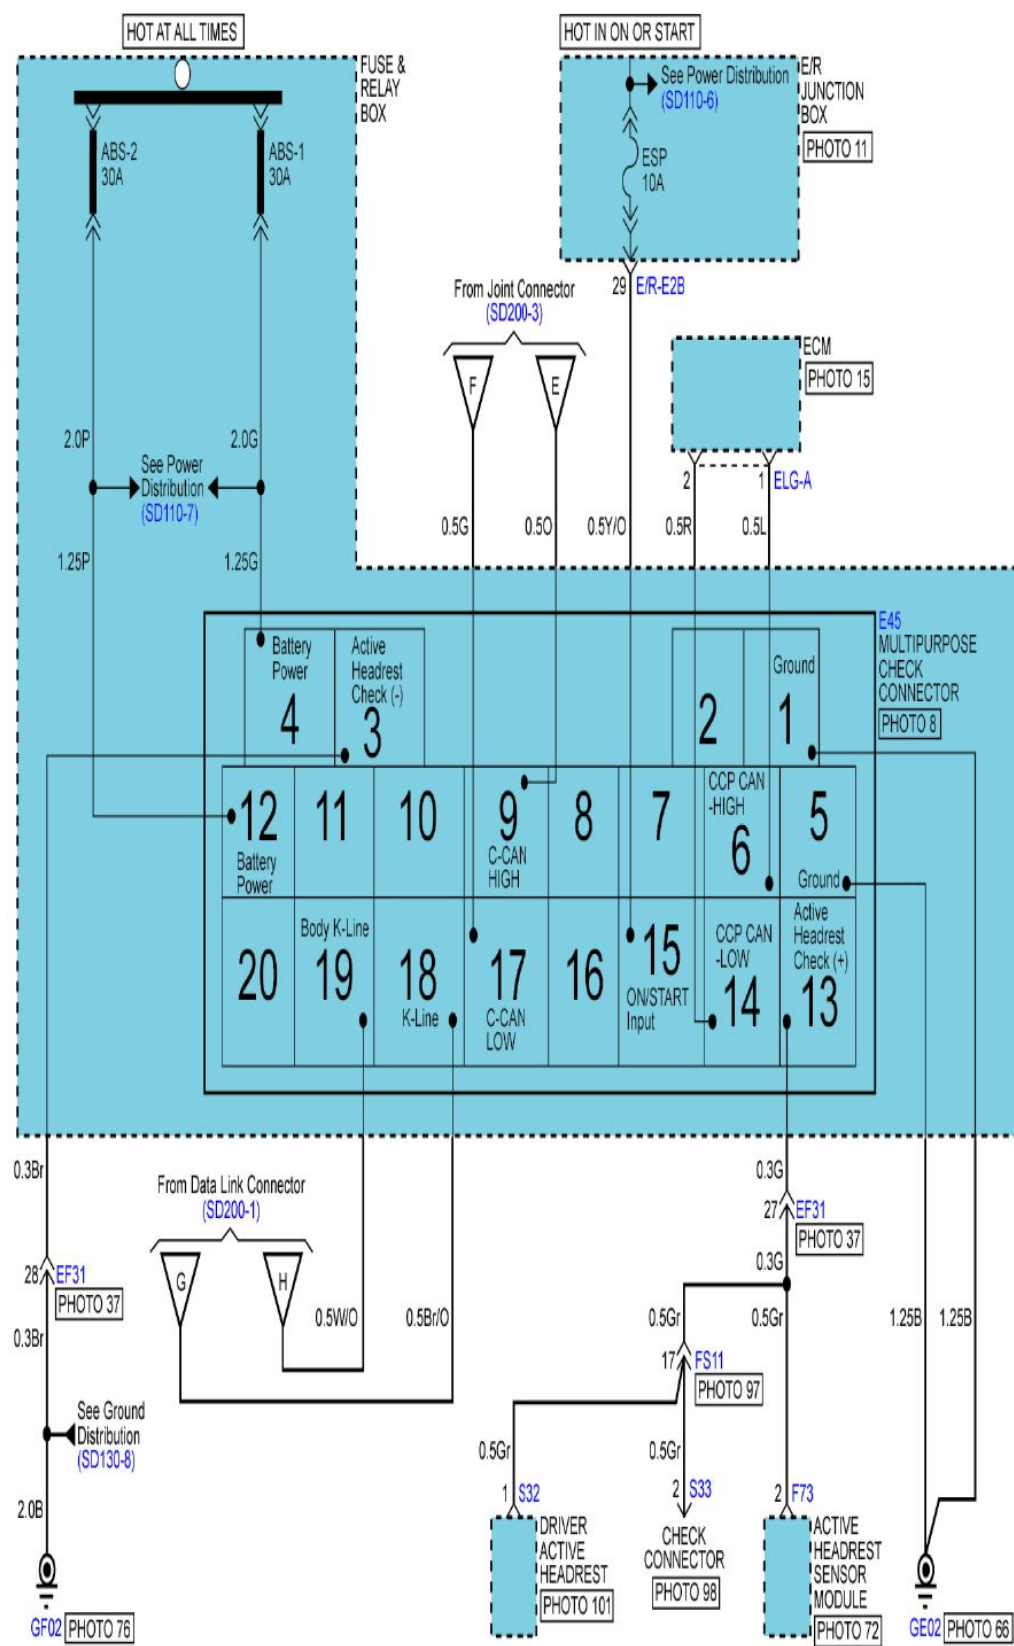 HOT AT ALL TIMES
HOT IN ON OR START
FUSE &
RELAY
BOX
ABS-2
30A
ABS-1
30A
See Power Distribution
(SD110-6)
E/R
JUNCTION
BOX
PHOTO 11
ESP
10A
29
E/R-E2B
From Joint Connector
(SD200-3)
F
E
ECM
PHOTO 15
2
1
ELG-A
2.0P
2.0G
See Power
Distribution
(SD110-7)
0.5G
0.5O
0.5Y/O
0.5R
0.5L
1.25P
1.25G
E45
MULTIPURPOSE
CHECK
CONNECTOR
PHOTO 8
Battery
Power
4
Active
Headrest
Check (-)
3
2
Ground
1
12
Battery
Power
11
10
9
C-CAN
HIGH
8
7
CCP CAN
-HIGH
6
5
Ground
20
Body K-Line
19
18
K-Line
17
C-CAN
LOW
16
15
ON/START
Input
CCP CAN
-LOW
14
Active
Headrest
Check (+)
13
0.3Br
From Data Link Connector
(SD200-1)
G
H
28
EF31
PHOTO 37
0.3Br
0.5W/O
0.5Br/O
0.3G
27
EF31
PHOTO 37
0.3G
0.5Gr
0.5Gr
1.25B
1.25B
17
FS11
PHOTO 97
See Ground
Distribution
(SD130-8)
0.5Gr
0.5Gr
2.0B
1
S32
2
S33
2
F73
DRIVER
ACTIVE
HEADREST
PHOTO 101
CHECK
CONNECTOR
PHOTO 98
ACTIVE
HEADREST
SENSOR
MODULE
PHOTO 72
GF02
PHOTO 76
GE02
PHOTO 66